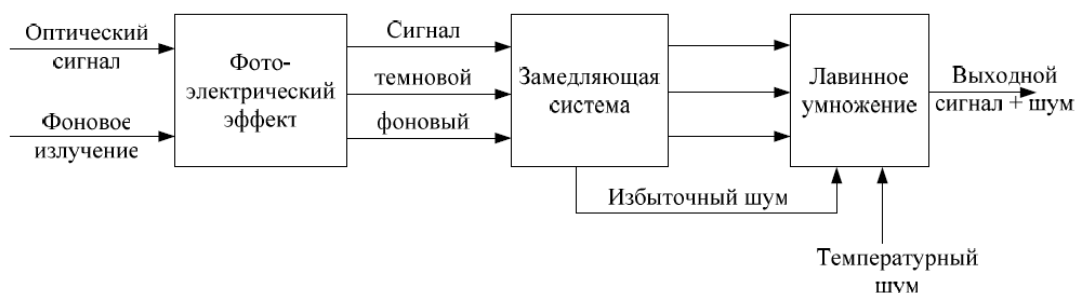 Оптический
сигнал
Фоновое
излучение
Фото-
электрический
эффект
Сигнал
темновой
фоновый
Замедляющая
система
Избыточный шум
Лавинное
умножение
Температурный
шум
Выходной
сигнал + шум